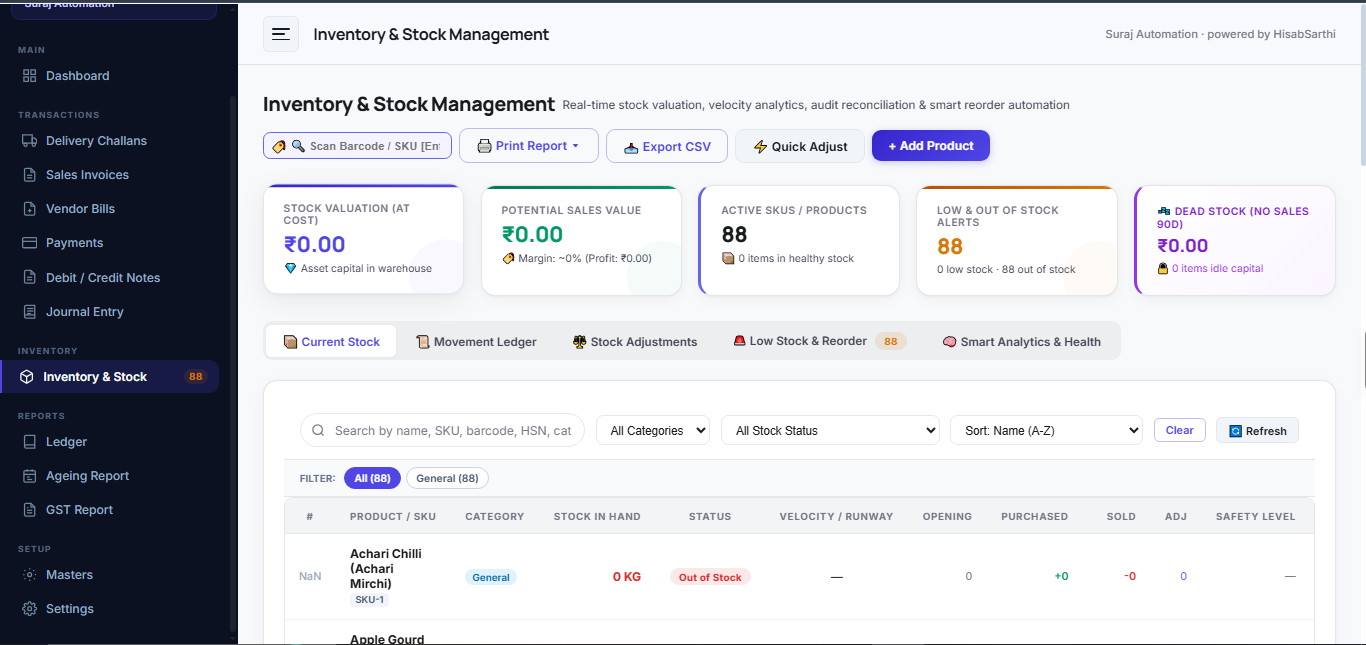 Suraj Automation
MAIN
Dashboard
TRANSACTIONS
Delivery Challans
Sales Invoices
Vendor Bills
Payments
Debit / Credit Notes
Journal Entry
INVENTORY
Inventory & Stock 88
REPORTS
Ledger
Ageing Report
GST Report
SETUP
Masters
Settings
Inventory & Stock Management
Suraj Automation · powered by HisabSarthi
Inventory & Stock Management Real-time stock valuation, velocity analytics, audit reconciliation & smart reorder automation
Scan Barcode / SKU [En
Print Report
Export CSV
Quick Adjust
+ Add Product
STOCK VALUATION (AT
COST)
₹0.00
Asset capital in warehouse
POTENTIAL SALES VALUE
₹0.00
Margin: ~0% (Profit: ₹0.00)
ACTIVE SKUS / PRODUCTS
88
0 items in healthy stock
LOW & OUT OF STOCK
ALERTS
88
0 low stock · 88 out of stock
DEAD STOCK (NO SALES
90D)
₹0.00
0 items idle capital
Current Stock
Movement Ledger
Stock Adjustments
Low Stock & Reorder 88
Smart Analytics & Health
Search by name, SKU, barcode, HSN, cat
All Categories
All Stock Status
Sort: Name (A-Z)
Clear
Refresh
FILTER: All (88) General (88)
# PRODUCT / SKU CATEGORY STOCK IN HAND STATUS VELOCITY / RUNWAY OPENING PURCHASED SOLD ADJ SAFETY LEVEL
NaN
Achari Chilli
(Achari
Mirchi)
SKU-1
General
0 KG
Out of Stock
—
0
+0
-0
0
—
Apple Gourd